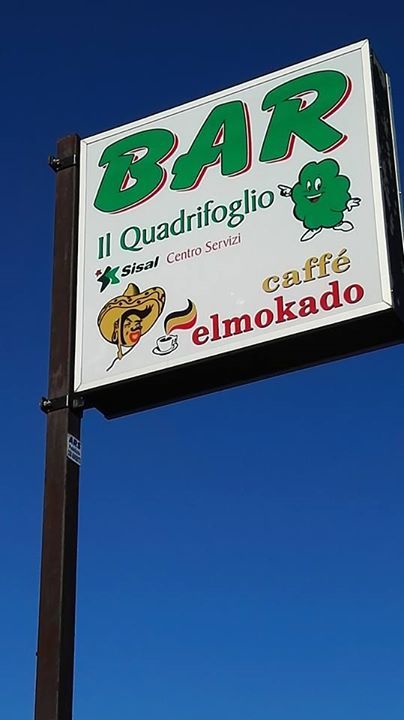 BAR
Il Quadrifoglio
Sisal Centro Servizi
caffé
elmokado